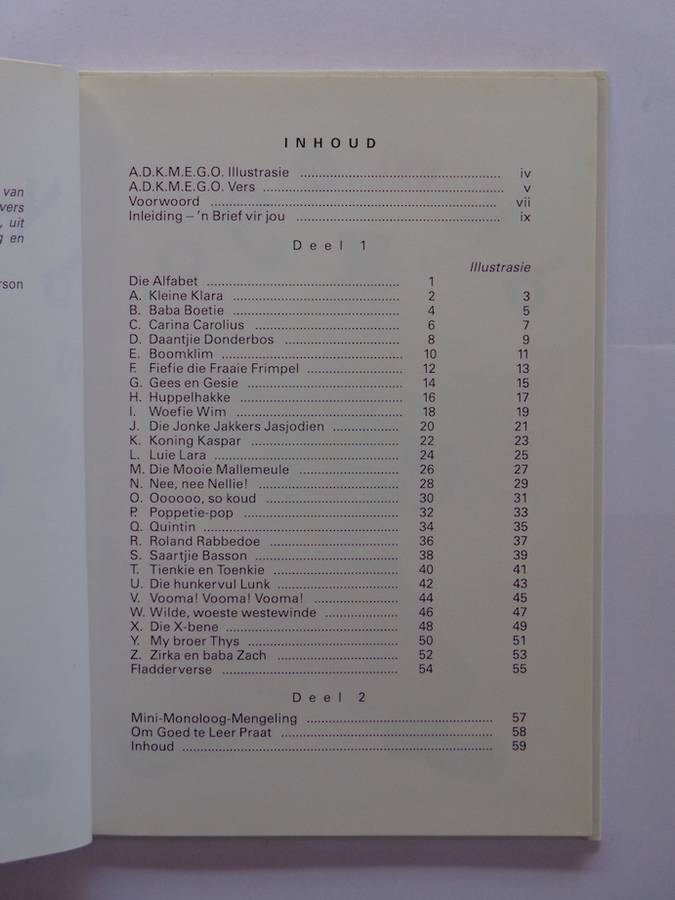 van
vers
, uit
g en
rson
INHOUD
A.D.K.M.E.G.O. Illustrasie ................ iv
A.D.K.M.E.G.O. Vers ................ v
Voorwoord ................ vii
Inleiding – 'n Brief vir jou ................ ix
Deel 1
Illustrasie
Die Alfabet ................ 1
A. Kleine Klara ................ 2 3
B. Baba Boetie ................ 4 5
C. Carina Carolius ................ 6 7
D. Daantjie Donderbos ................ 8 9
E. Boomklim ................ 10 11
F. Fiefie die Fraaie Frimpel ................ 12 13
G. Gees en Gesie ................ 14 15
H. Huppelhakke ................ 16 17
I. Woefie Wim ................ 18 19
J. Die Jonke Jakkers Jasjodien ................ 20 21
K. Koning Kaspar ................ 22 23
L. Luie Lara ................ 24 25
M. Die Mooie Mallemeule ................ 26 27
N. Nee, nee Nellie! ................ 28 29
O. Oooooo, so koud ................ 30 31
P. Poppetie-pop ................ 32 33
Q. Quintin ................ 34 35
R. Roland Rabbedoe ................ 36 37
S. Saartjie Basson ................ 38 39
T. Tienkie en Toenkie ................ 40 41
U. Die hunkervul Lunk ................ 42 43
V. Vooma! Vooma! Vooma! ................ 44 45
W. Wilde, woeste westewinde ................ 46 47
X. Die X-bene ................ 48 49
Y. My broer Thys ................ 50 51
Z. Zirka en baba Zach ................ 52 53
Fladderverse ................ 54 55
Deel 2
Mini-Monoloog-Mengeling ................ 57
Om Goed te Leer Praat ................ 58
Inhoud ................ 59